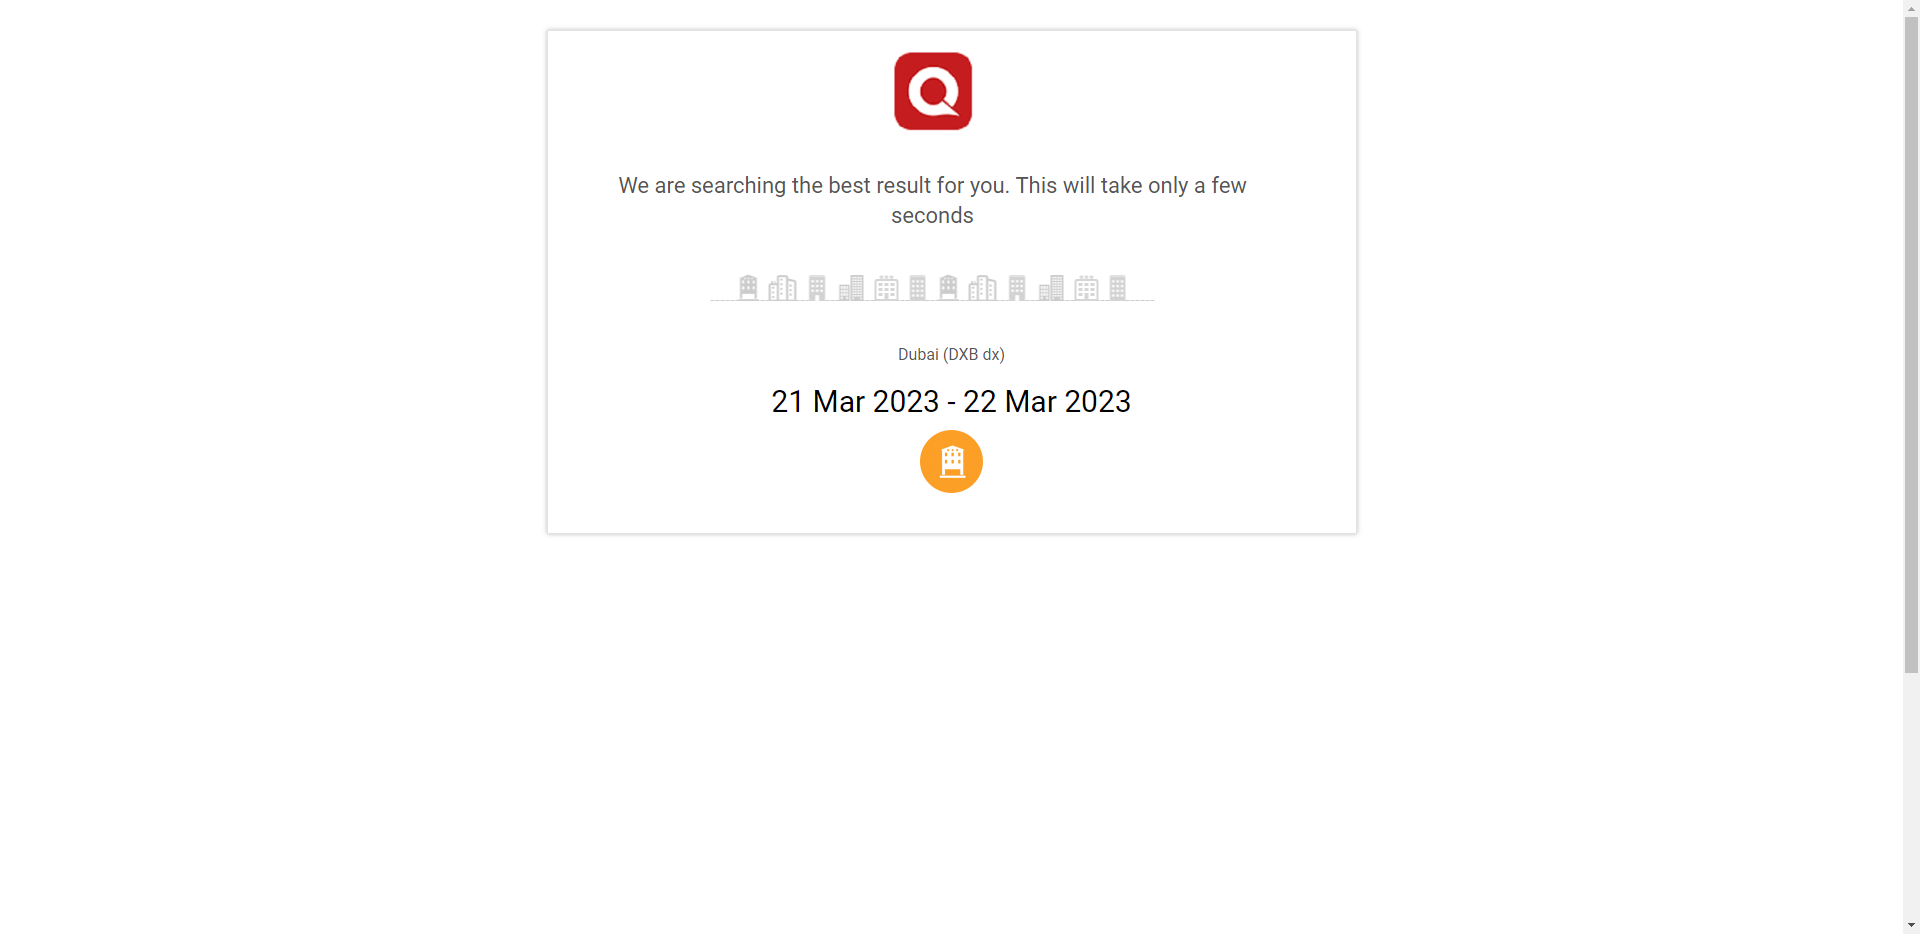 We are searching the best result for you. This will take only a few
seconds
Dubai (DXB dx)
21 Mar 2023 - 22 Mar 2023